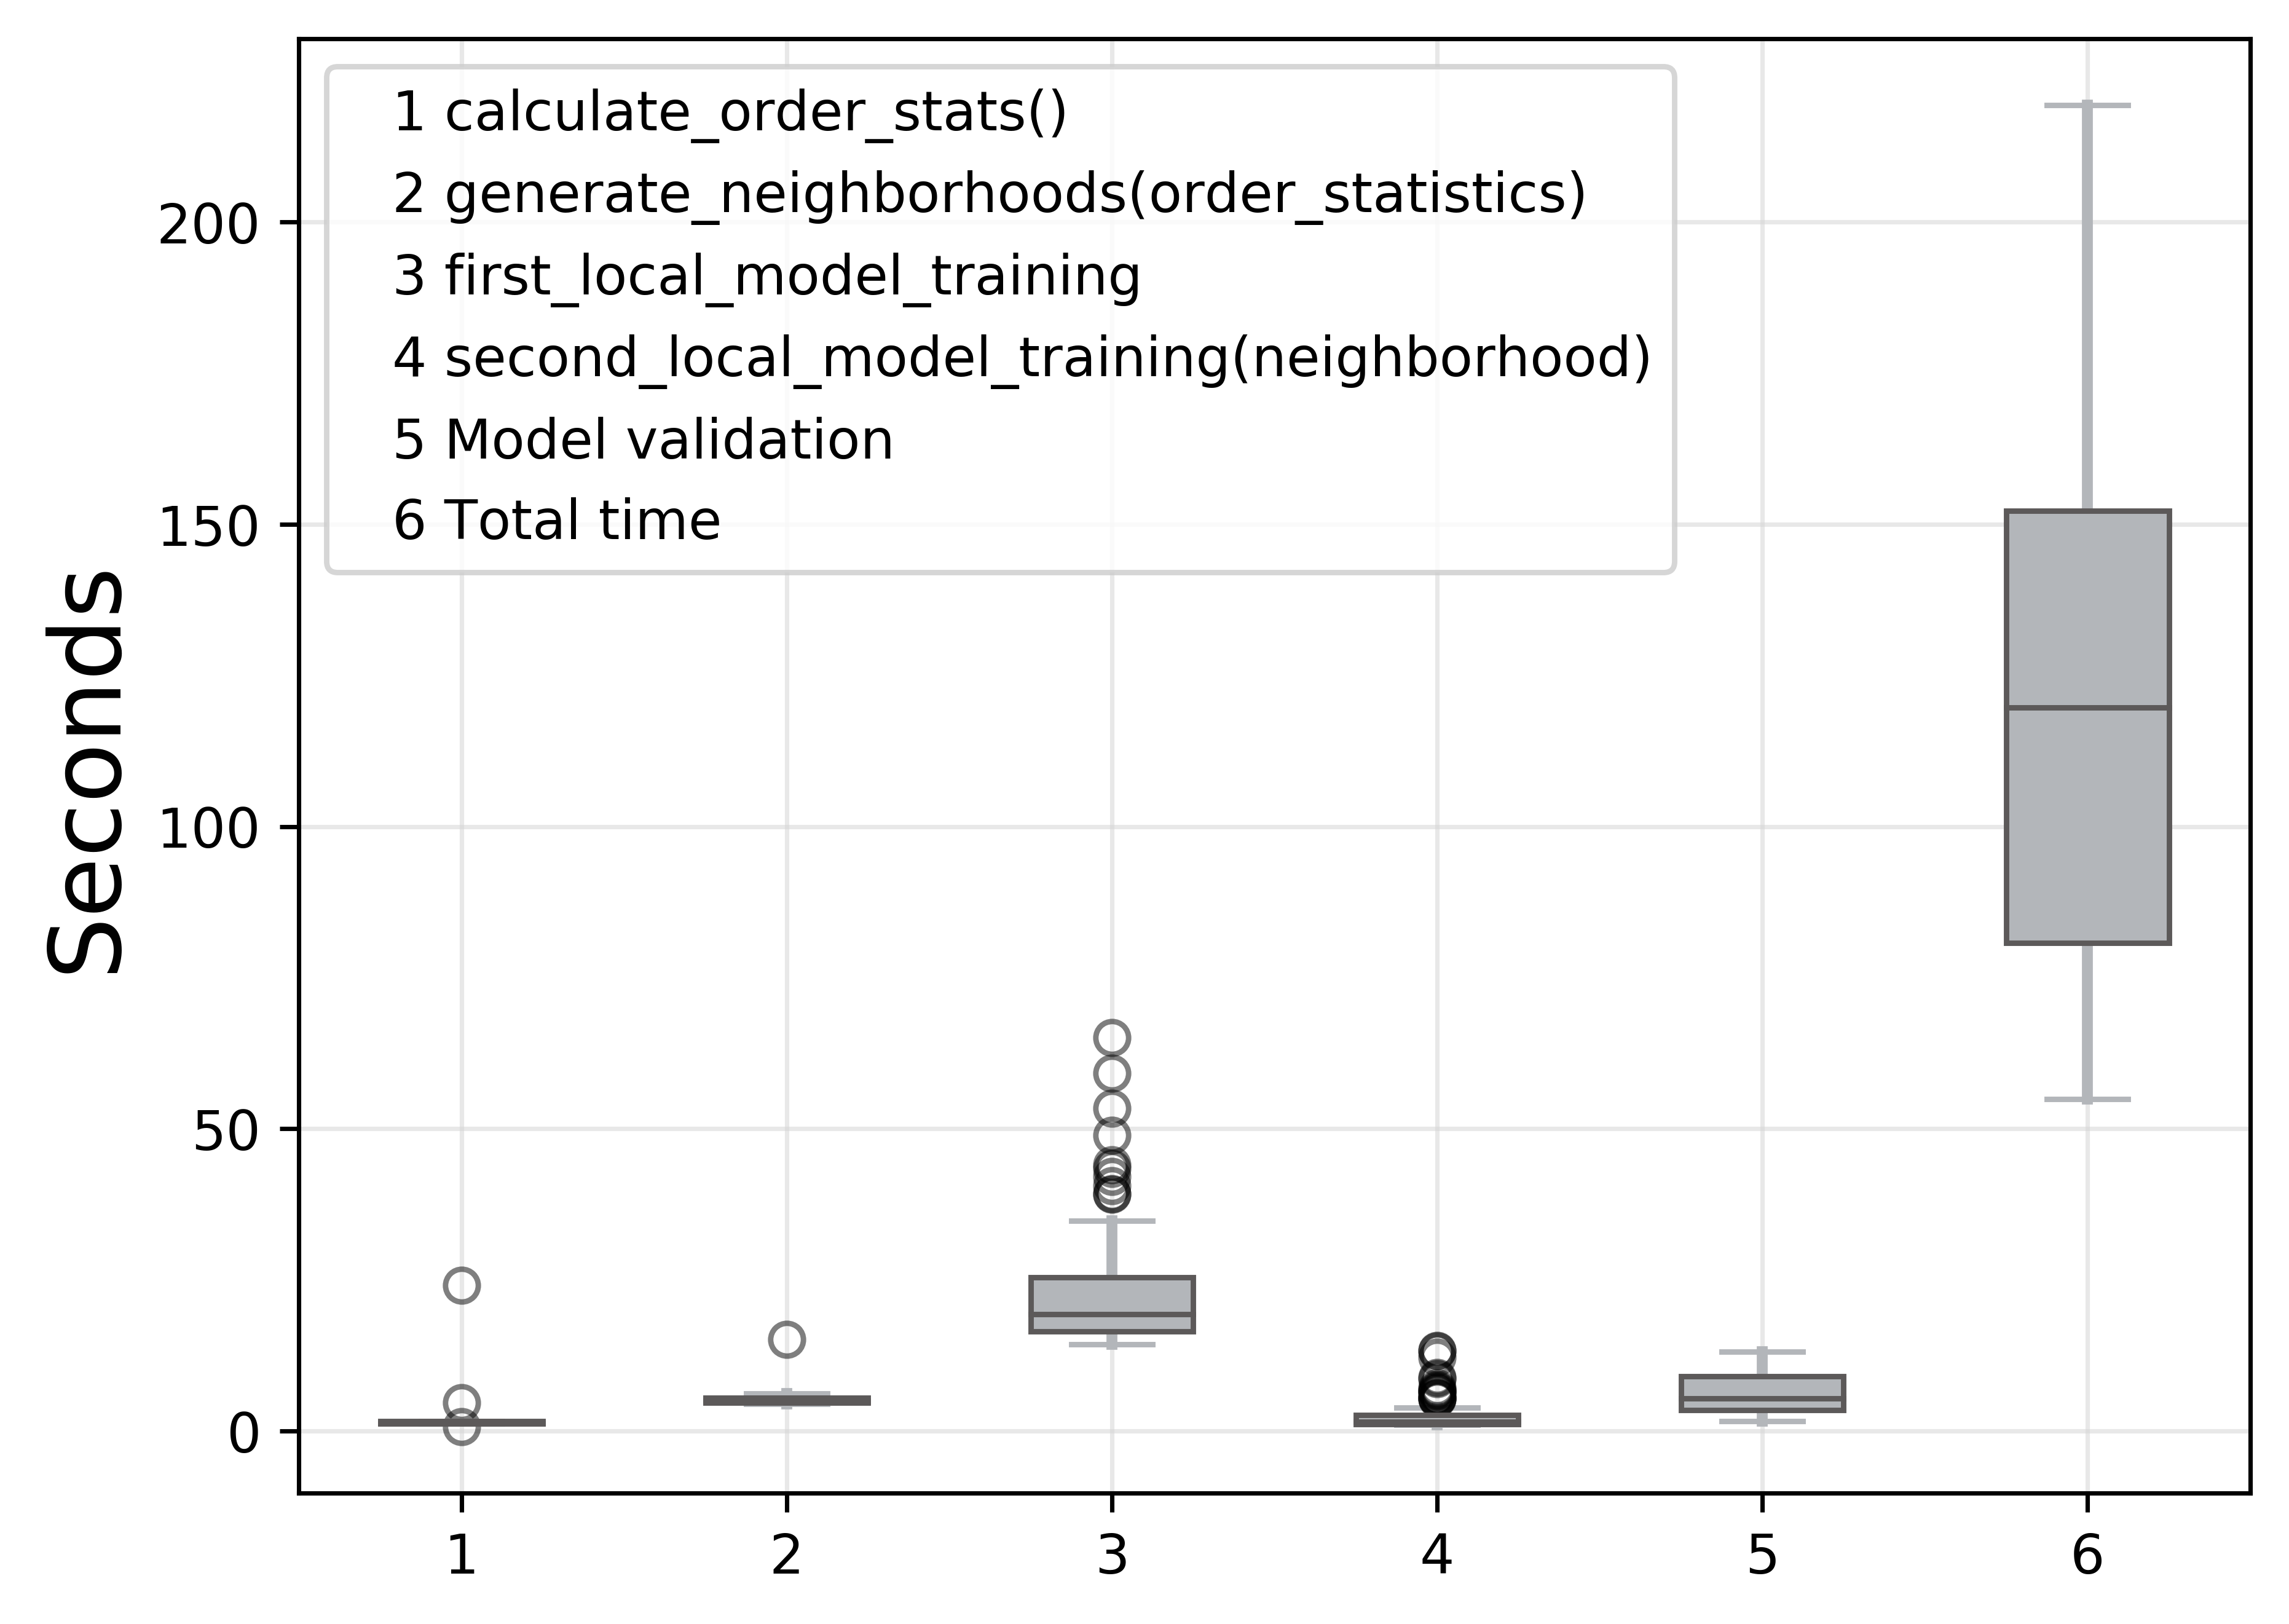 1 calculate_order_stats()
2 generate_neighborhoods(order_statistics)
3 first_local_model_training
4 second_local_model_training(neighborhood)
5 Model validation
6 Total time
Seconds
200
150
100
50
0
1 2 3 4 5 6